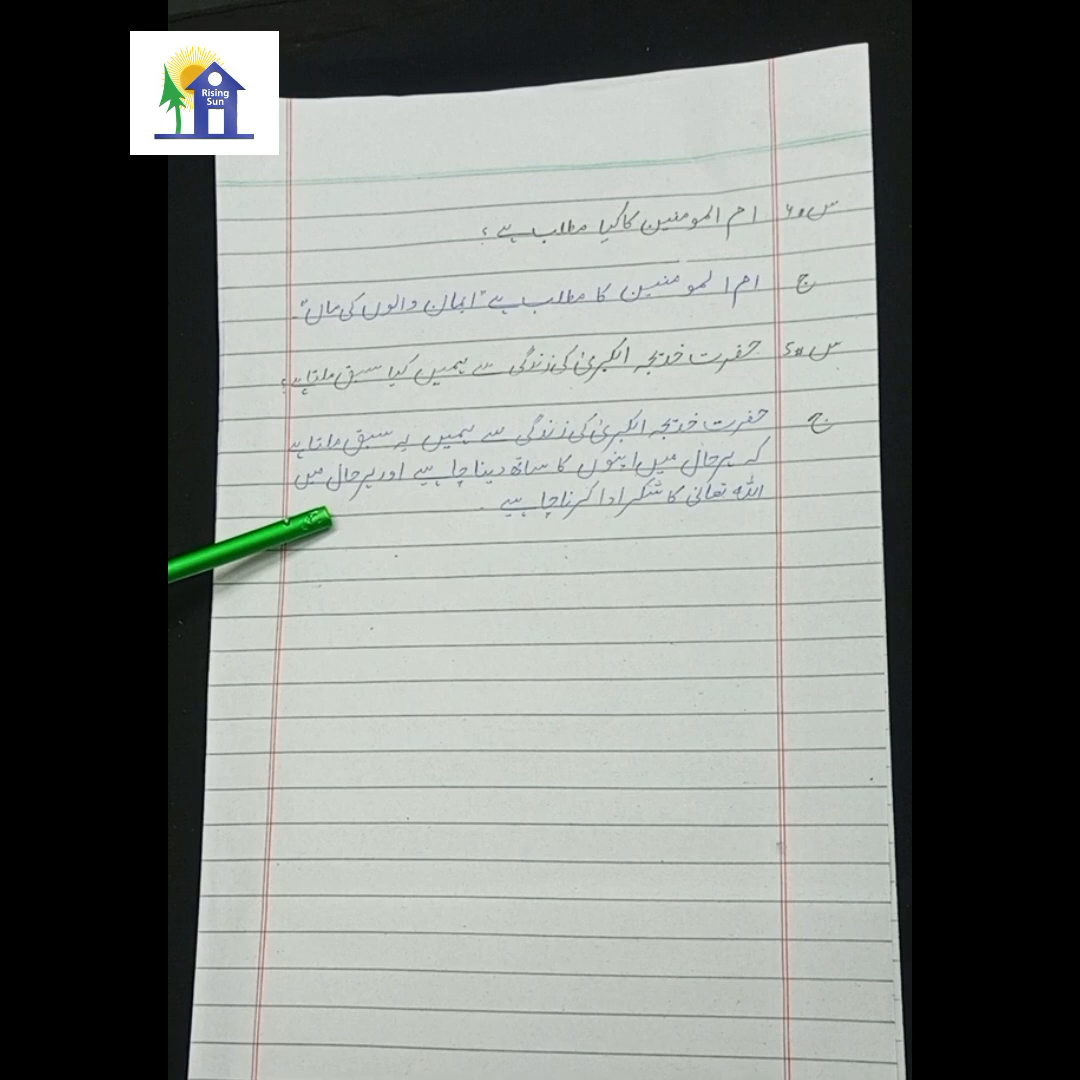 Rising
Sun
س۴۔ ام المومنین کا کیا مطلب ہے؟
ج ام المومنین کا مطلب ہے "ایمان والوں کی ماں"۔
س۵۔ حضرت خدیجہ الکبریٰ کی زندگی سے ہمیں کیا سبق ملتا ہے؟
ج حضرت خدیجہ الکبریٰ کی زندگی سے ہمیں یہ سبق ملتا ہے
کہ ہر حال میں اپنوں کا ساتھ دینا چاہیے اور ہر حال میں
اللہ تعالیٰ کا شکر ادا کرنا چاہیے۔